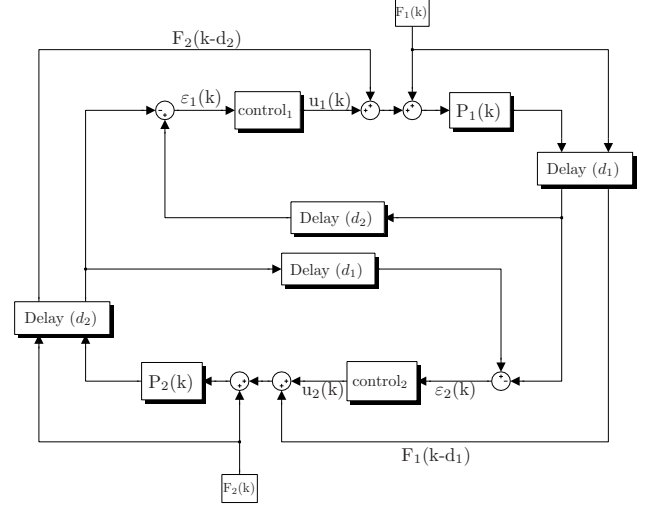 F₁(k)
F₂(k-d₂)
ε₁(k)
control₁
u₁(k)
P₁(k)
Delay (d₁)
Delay (d₂)
Delay (d₁)
Delay (d₂)
P₂(k)
u₂(k)
control₂
ε₂(k)
F₁(k-d₁)
F₂(k)